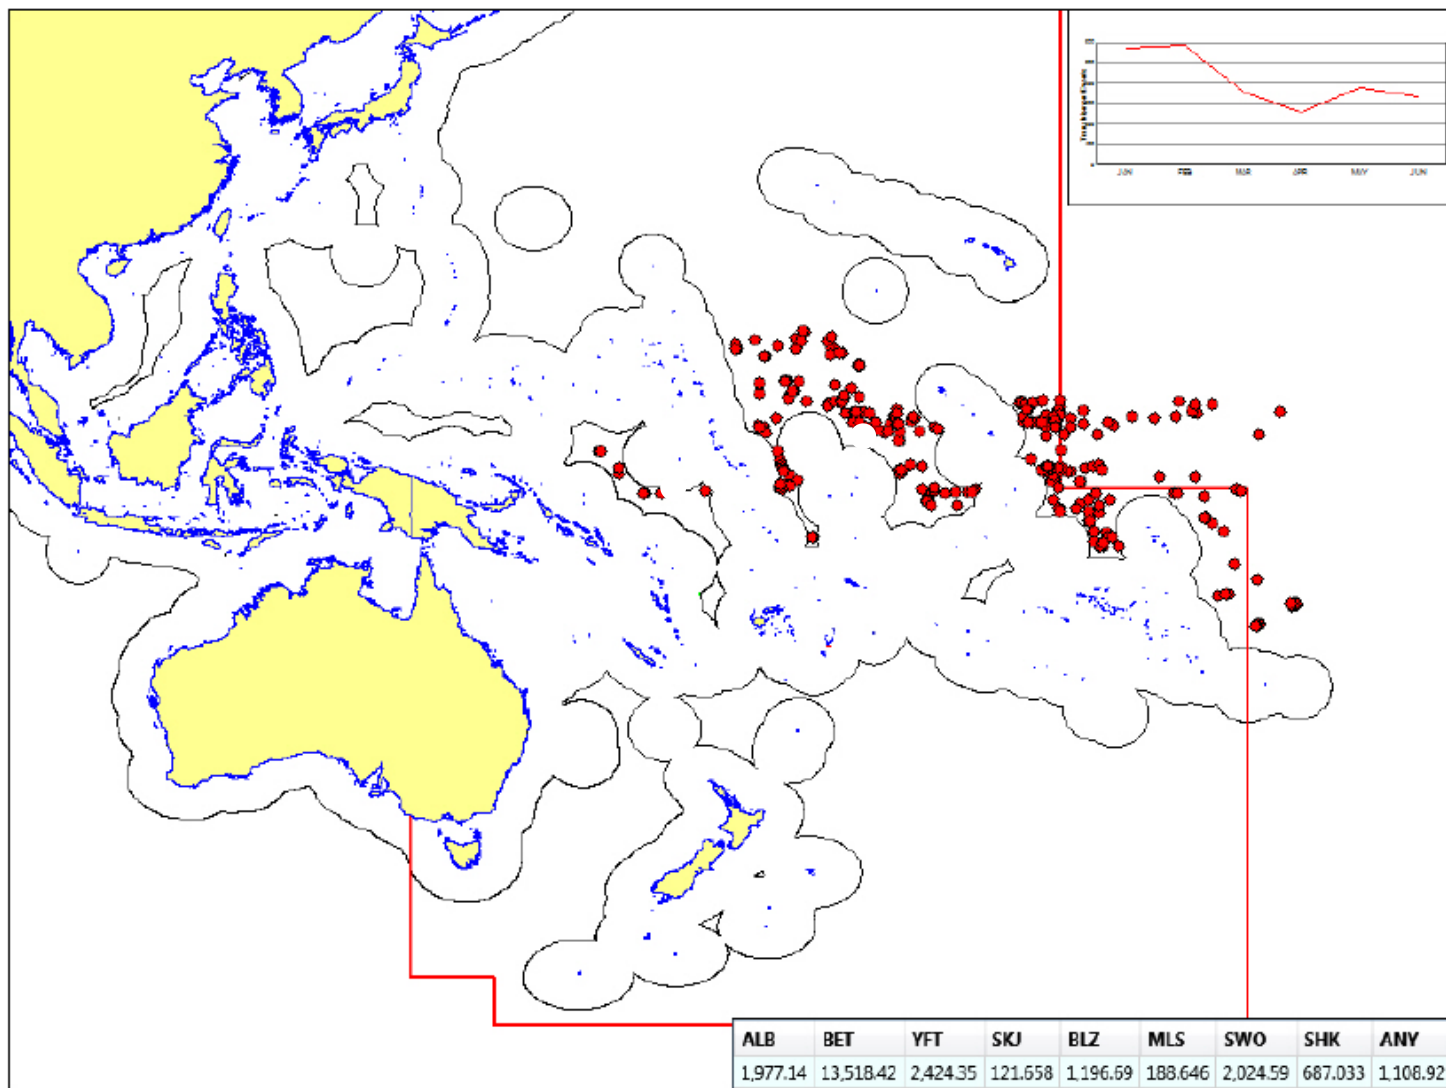 JAN FEB MAR APR MAY JUN
ALB BET YFT SKJ BLZ MLS SWO SHK ANY
1,977.14 13,518.42 2,424.35 121.658 1,196.69 188.646 2,024.59 687.033 1,108.92